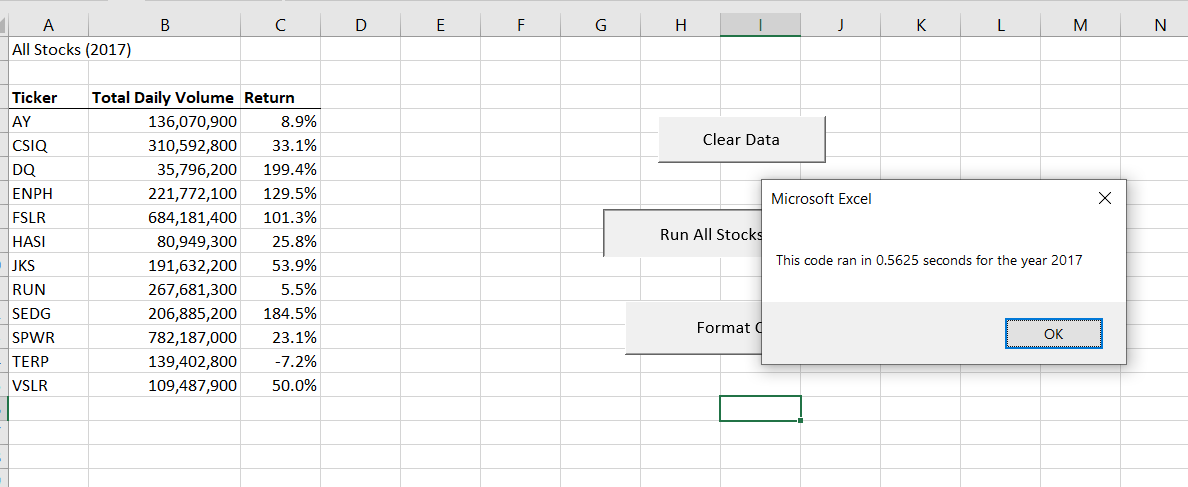 A B C D E F G H I J K L M N
All Stocks (2017)
Ticker Total Daily Volume Return
AY 136,070,900 8.9%
Clear Data
CSIQ 310,592,800 33.1%
DQ 35,796,200 199.4%
ENPH 221,772,100 129.5%
Microsoft Excel
FSLR 684,181,400 101.3%
Run All Stocks
HASI 80,949,300 25.8%
This code ran in 0.5625 seconds for the year 2017
JKS 191,632,200 53.9%
RUN 267,681,300 5.5%
SEDG 206,885,200 184.5%
Format
OK
SPWR 782,187,000 23.1%
TERP 139,402,800 -7.2%
VSLR 109,487,900 50.0%